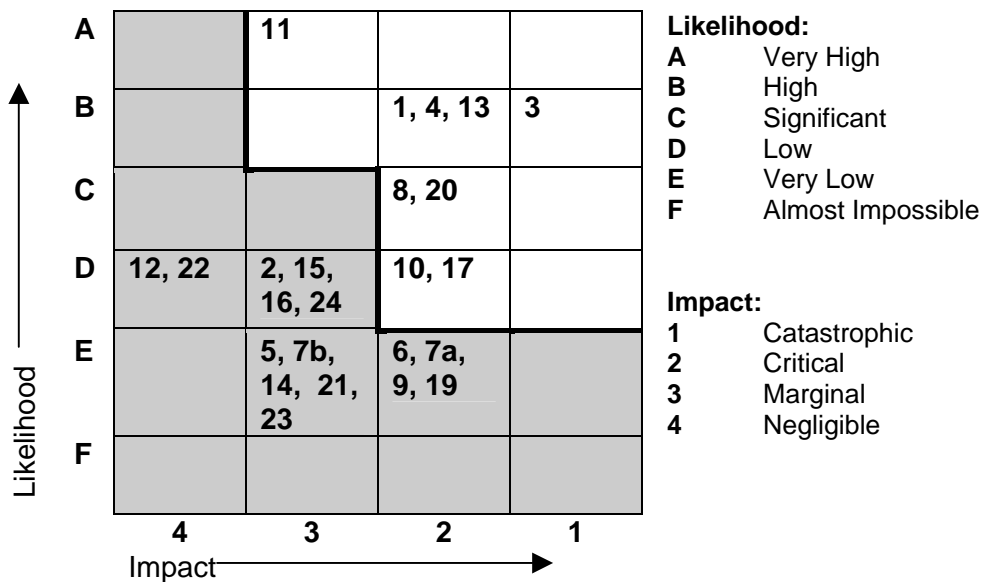 A
11
B
1, 4, 13
3
C
8, 20
D
12, 22
2, 15,
16, 24
10, 17
E
5, 7b,
14, 21,
23
6, 7a,
9, 19
F
4
3
2
1
Impact
Likelihood
Likelihood:
A Very High
B High
C Significant
D Low
E Very Low
F Almost Impossible
Impact:
1 Catastrophic
2 Critical
3 Marginal
4 Negligible